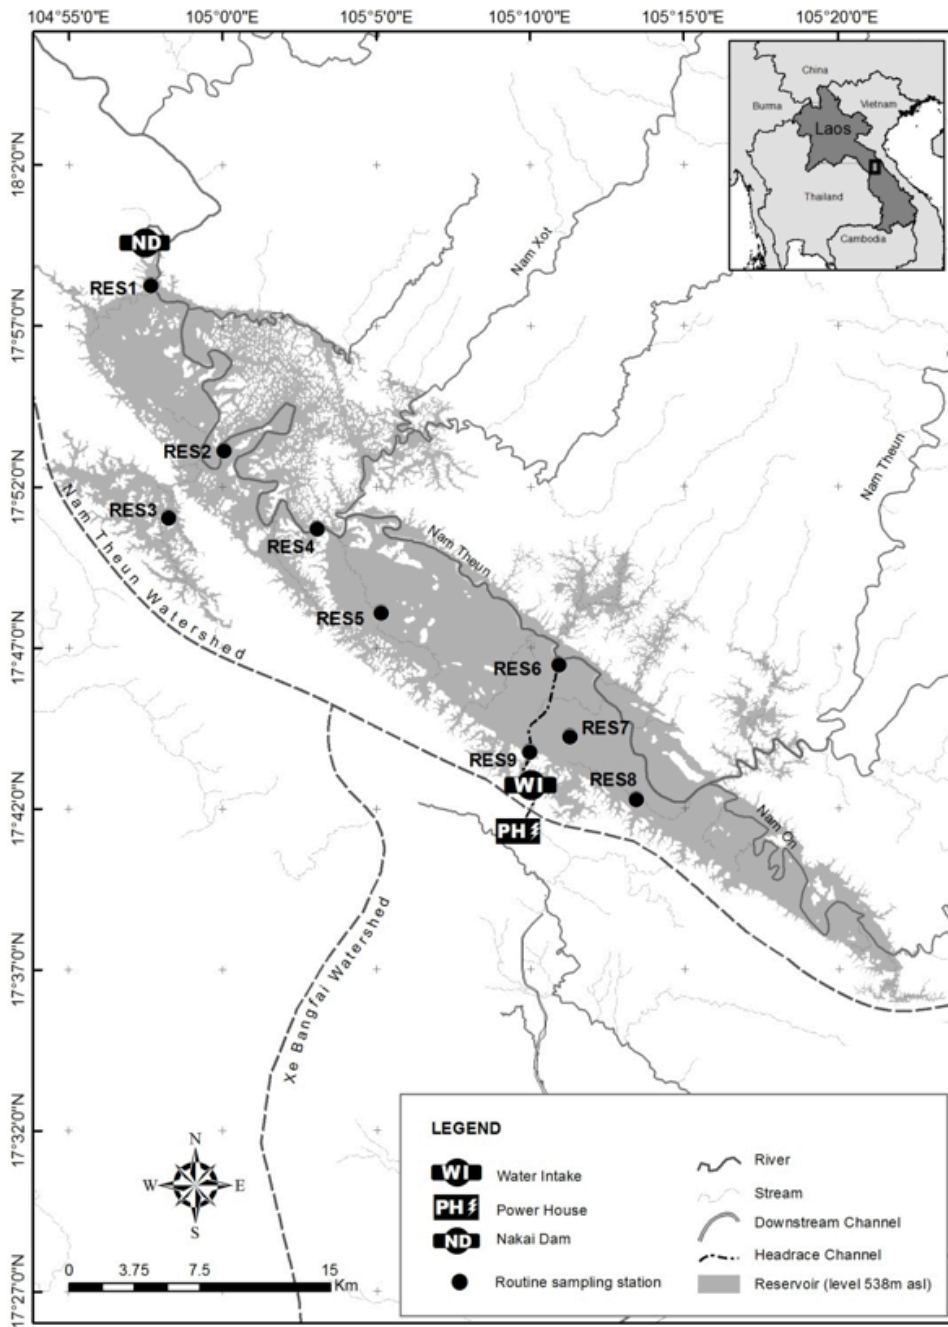 104°55'0"E 105°0'0"E 105°5'0"E 105°10'0"E 105°15'0"E 105°20'0"E
18°2'0"N
17°57'0"N
17°52'0"N
17°47'0"N
17°42'0"N
17°37'0"N
17°32'0"N
17°27'0"N
China
Burma
Vietnam
Laos
Thailand
Cambodia
ND
RES1
Nam Xot
RES2
Nam Theun
RES3
RES4
Nam Theun
RES5
Nam Theun Watershed
RES6
RES7
RES9
WI
RES8
PH
Nam On
Xe Bangfai Watershed
N
W E
S
0 3.75 7.5 15
Km
LEGEND
WI Water Intake
PH Power House
ND Nakai Dam
Routine sampling station
River
Stream
Downstream Channel
Headrace Channel
Reservoir (level 538m asl)